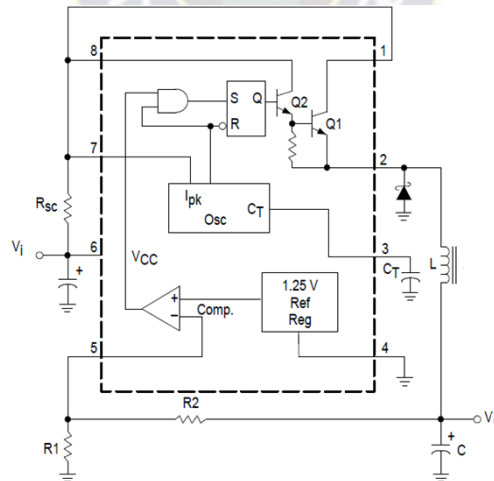 8
1
S
Q
Q2
R
Q1
7
2
Ipk
Osc
CT
RSC
Vi
6
VCC
3
CT
L
+
+
−
Comp.
1.25 V
Ref
Reg
5
4
R2
V
R1
+
C